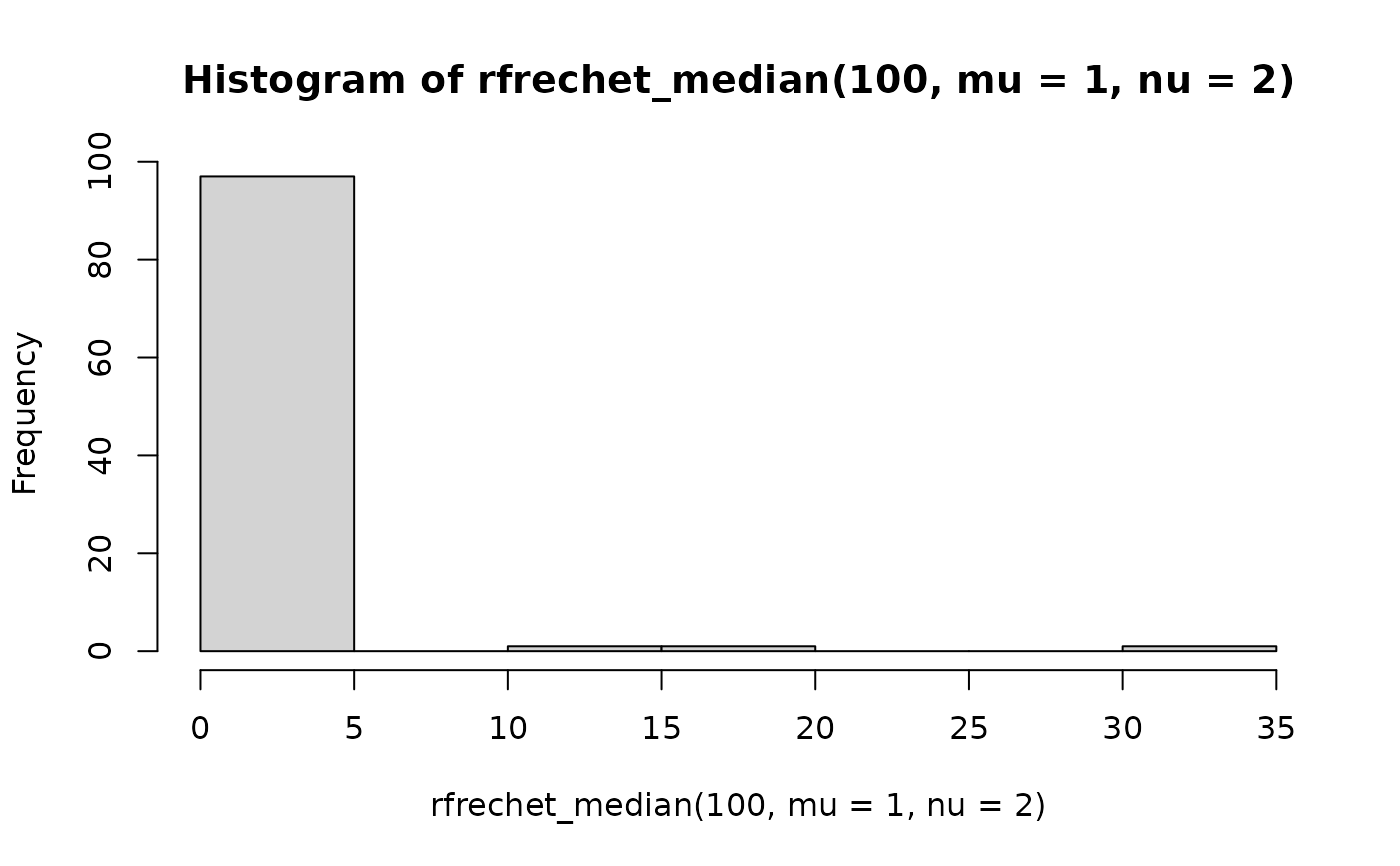 Histogram of rfrechet_median(100, mu = 1, nu = 2)
Frequency
100
80
60
40
20
0
0 5 10 15 20 25 30 35
rfrechet_median(100, mu = 1, nu = 2)